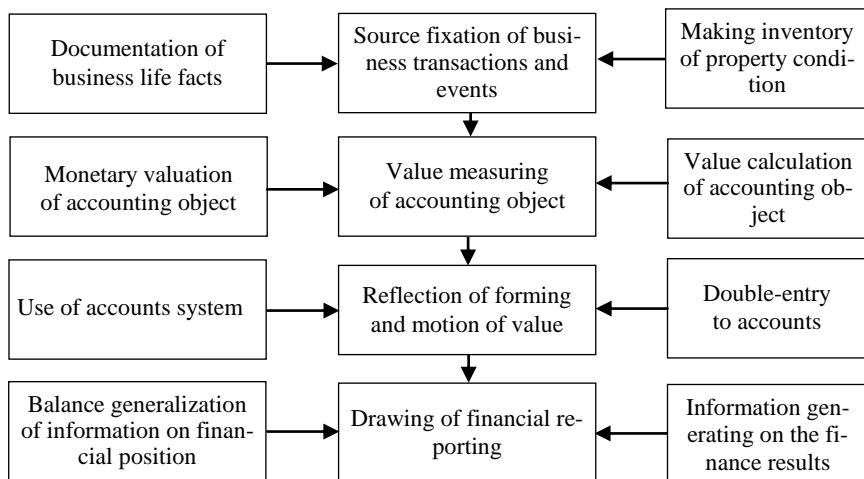 Documentation of
business life facts
Source fixation of busi-
ness transactions and
events
Making inventory
of property condi-
tion
Monetary valuation
of accounting object
Value measuring
of accounting object
Value calculation
of accounting ob-
ject
Use of accounts system
Reflection of forming
and motion of value
Double-entry
to accounts
Balance generalization
of information on finan-
cial position
Drawing of financial re-
porting
Information gen-
erating on the fi-
nance results